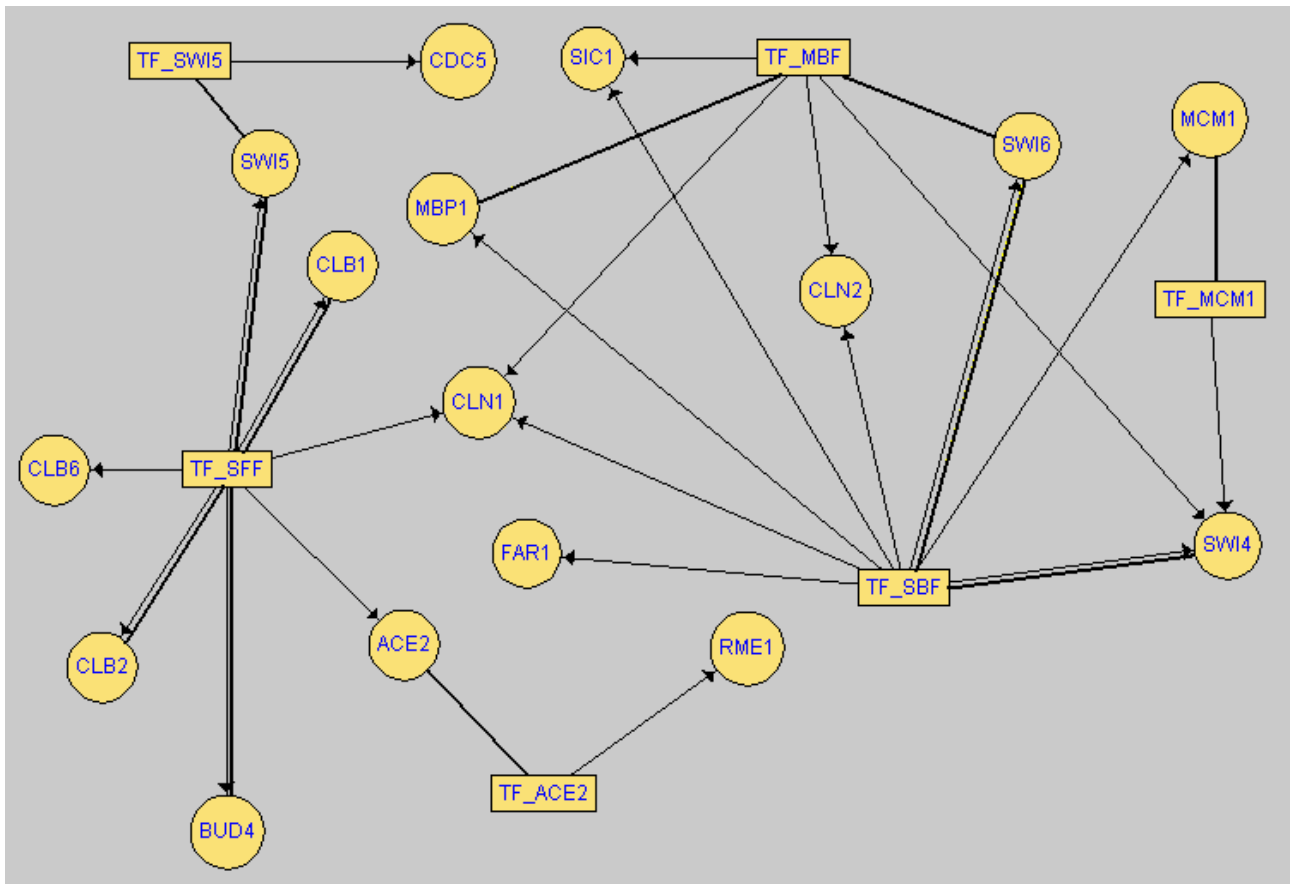 TF_SWI5
CDC5
SIC1
TF_MBF
MCM1
SWI5
SWI6
MBP1
CLB1
CLN2
TF_MCM1
CLN1
CLB6
TF_SFF
FAR1
SWI4
TF_SBF
ACE2
RME1
CLB2
TF_ACE2
BUD4